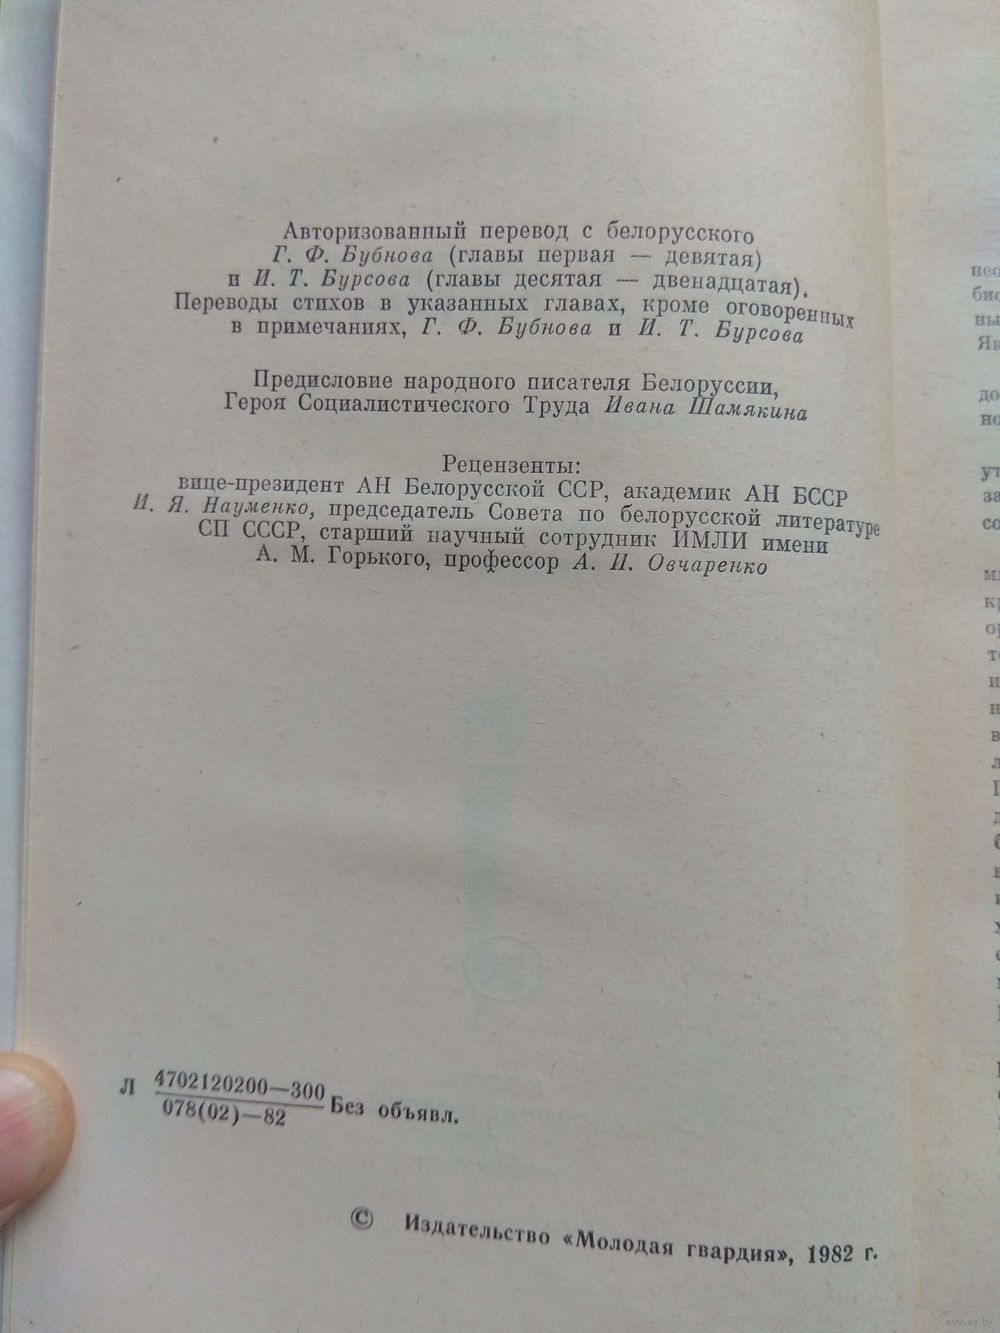 Авторизованный перевод с белорусского
Г. Ф. Бубнова (главы первая — девятая)
и И. Т. Бурсова (главы десятая — двенадцатая).
Переводы стихов в указанных главах, кроме оговоренных
в примечаниях, Г. Ф. Бубнова и И. Т. Бурсова
Предисловие народного писателя Белоруссии,
Героя Социалистического Труда Ивана Шамякина
Рецензенты:
вице-президент АН Белорусской ССР, академик АН БССР
И. Я. Науменко, председатель Совета по белорусской литературе
СП СССР, старший научный сотрудник ИМЛИ имени
А. М. Горького, профессор А. И. Овчаренко
Л 4702120200—300
078(02)—82 Без объявл.
© Издательство «Молодая гвардия», 1982 г.
www.ay.by